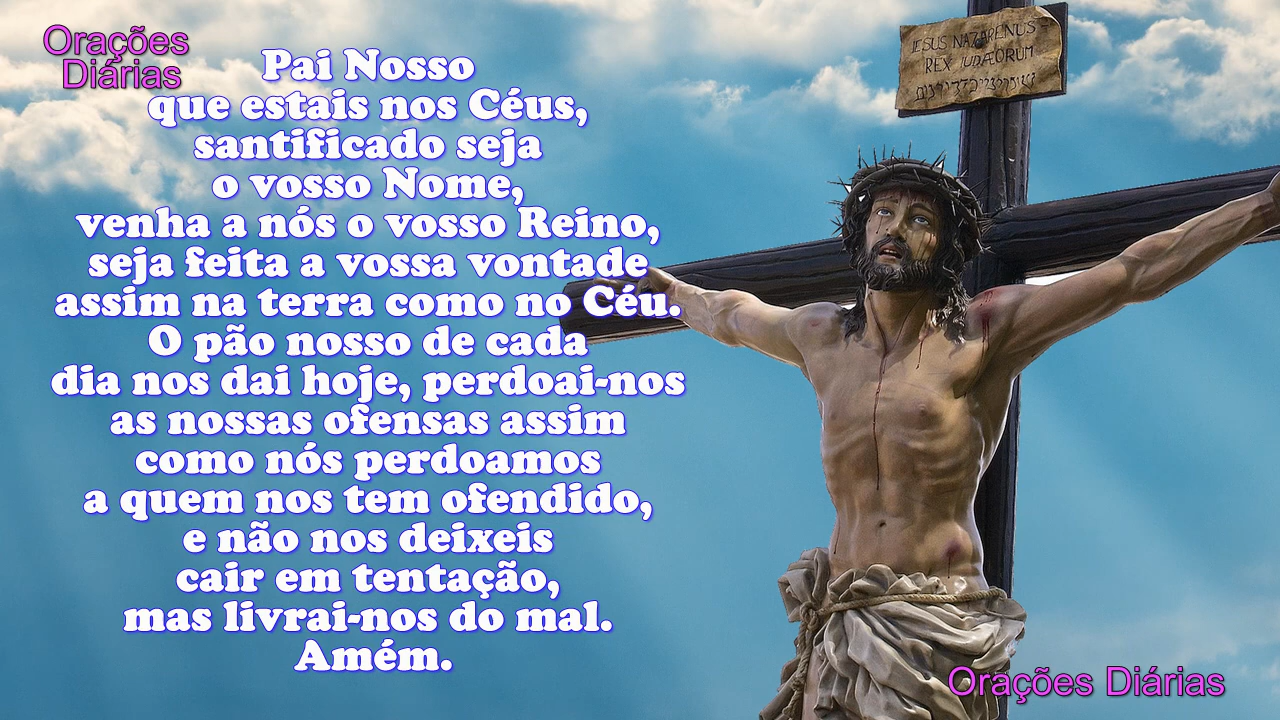 Orações
Diárias
Pai Nosso
que estais nos Céus,
santificado seja
o vosso Nome,
venha a nós o vosso Reino,
seja feita a vossa vontade
assim na terra como no Céu.
O pão nosso de cada
dia nos dai hoje, perdoai-nos
as nossas ofensas assim
como nós perdoamos
a quem nos tem ofendido,
e não nos deixeis
cair em tentação,
mas livrai-nos do mal.
Amém.
JESUS NAZARENUS
REX IUDÆORUM
Orações Diárias